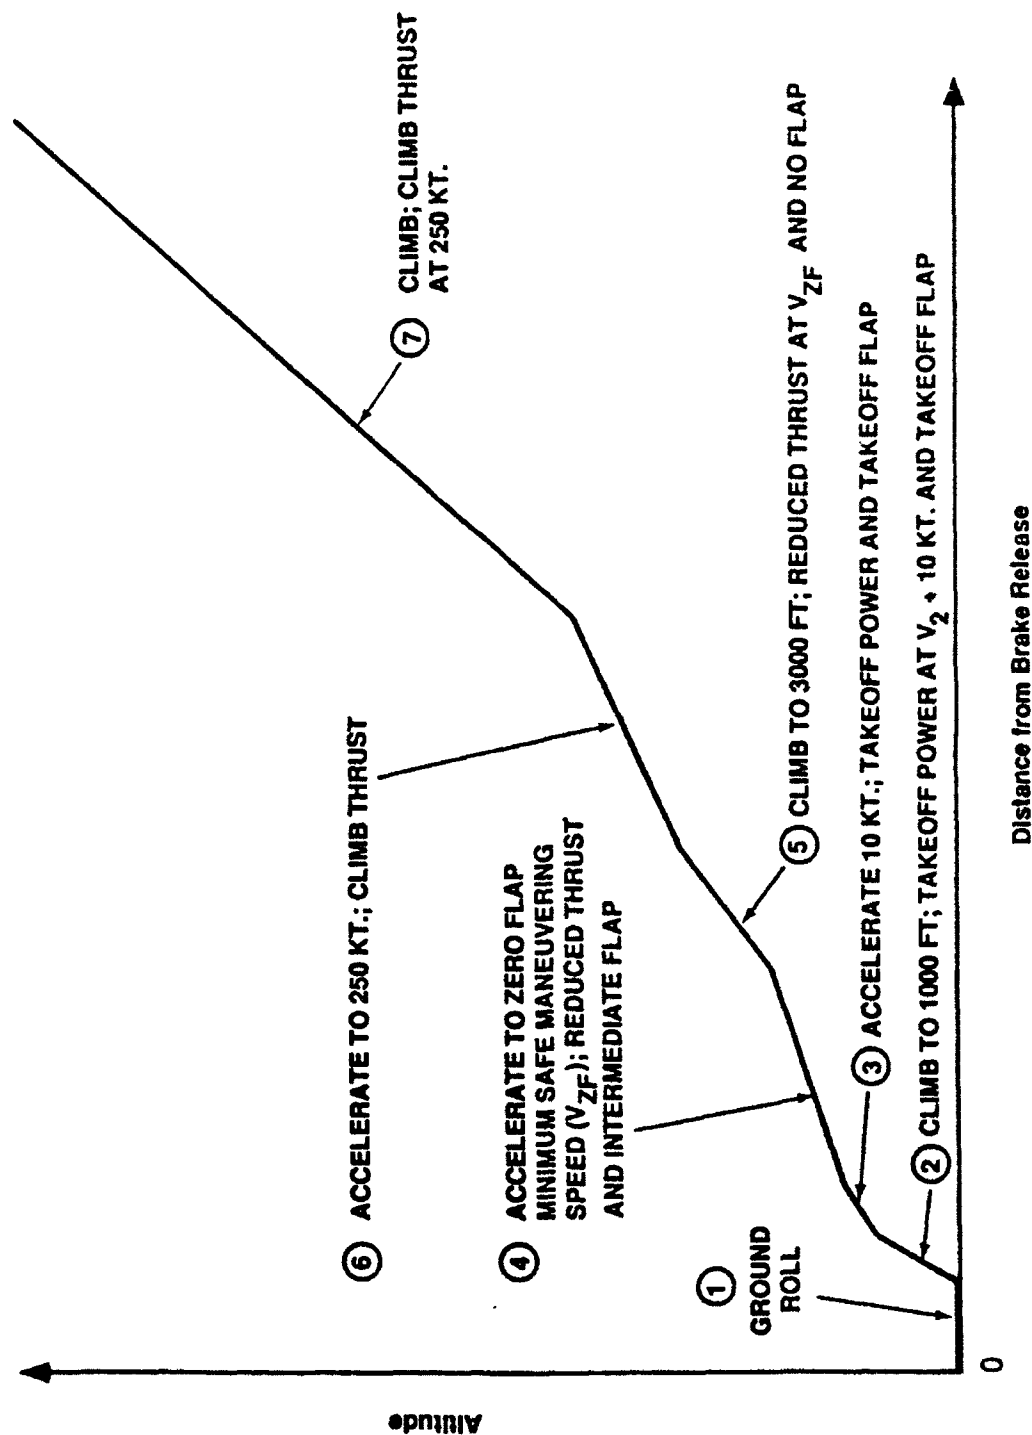 Altitude
⑥ ACCELERATE TO 250 KT.; CLIMB THRUST
④ ACCELERATE TO ZERO FLAP
MINIMUM SAFE MANEUVERING
SPEED (V_ZF); REDUCED THRUST
AND INTERMEDIATE FLAP
① GROUND
ROLL
⑦ CLIMB; CLIMB THRUST
AT 250 KT.
⑤ CLIMB TO 3000 FT; REDUCED THRUST AT V_ZF AND NO FLAP
③ ACCELERATE 10 KT.; TAKEOFF POWER AND TAKEOFF FLAP
② CLIMB TO 1000 FT; TAKEOFF POWER AT V_2 + 10 KT. AND TAKEOFF FLAP
0
Distance from Brake Release